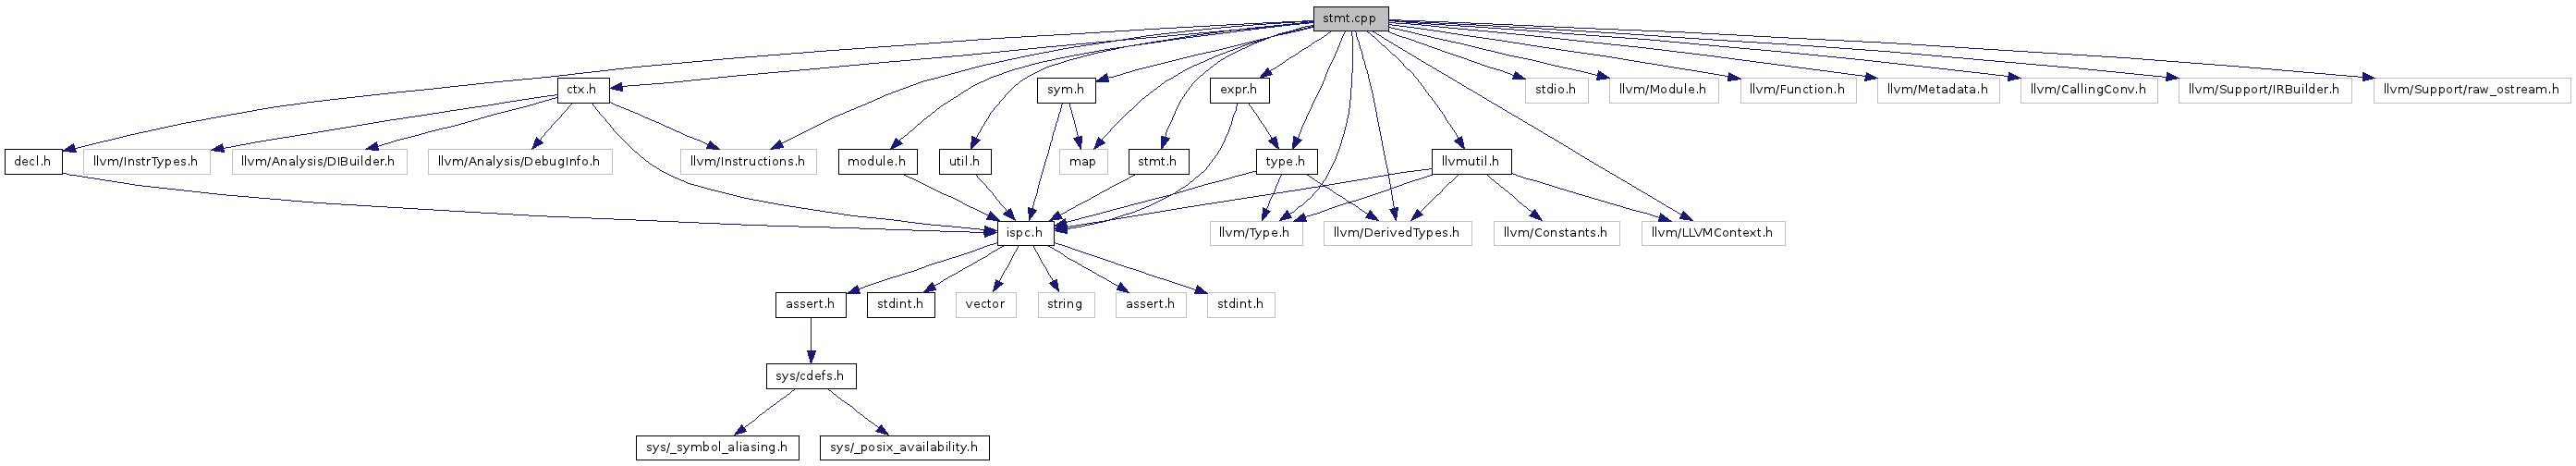 stmt.cpp
ctx.h
sym.h
expr.h
stdio.h
llvm/Module.h
llvm/Function.h
llvm/Metadata.h
llvm/CallingConv.h
llvm/Support/IRBuilder.h
llvm/Support/raw_ostream.h
decl.h
llvm/InstrTypes.h
llvm/Analysis/DIBuilder.h
llvm/Analysis/DebugInfo.h
llvm/Instructions.h
module.h
util.h
map
stmt.h
type.h
llvmutil.h
ispc.h
llvm/Type.h
llvm/DerivedTypes.h
llvm/Constants.h
llvm/LLVMContext.h
assert.h
stdint.h
vector
string
assert.h
stdint.h
sys/cdefs.h
sys/_symbol_aliasing.h
sys/_posix_availability.h